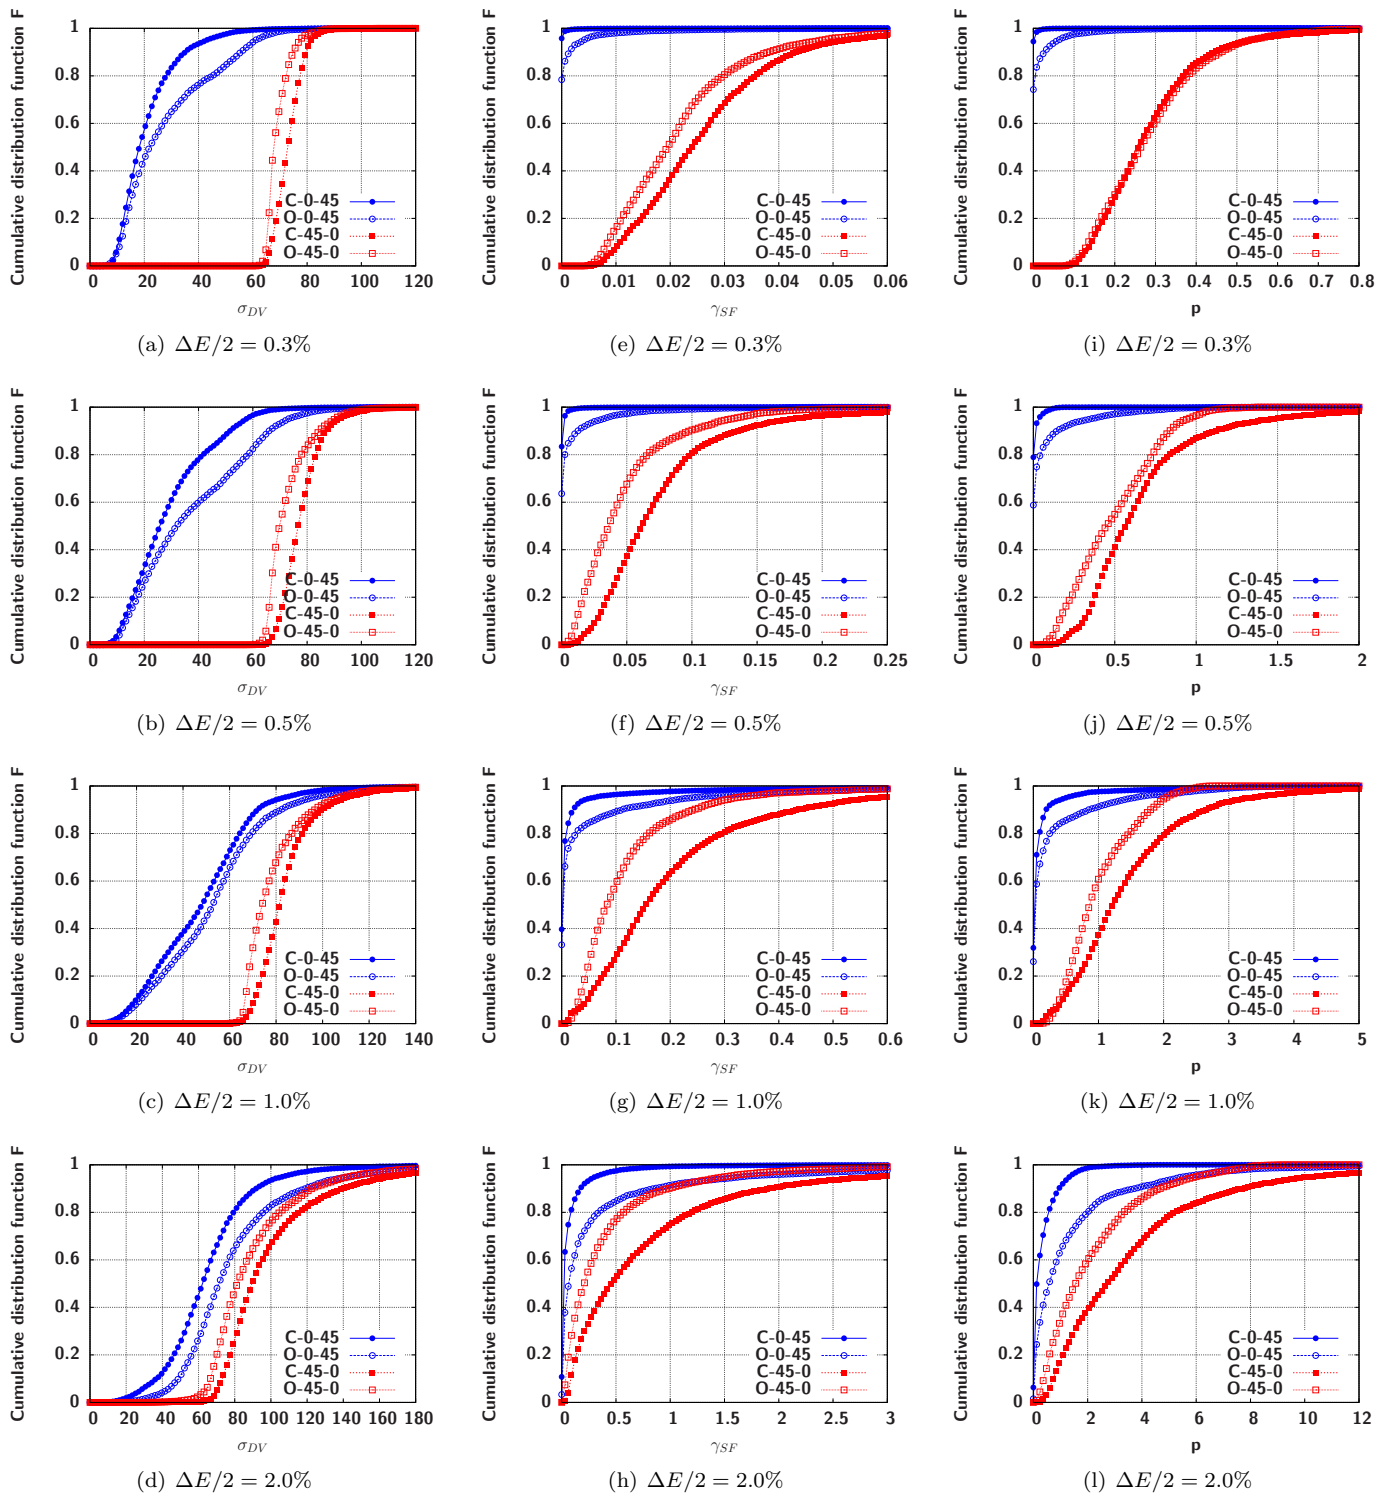 Cumulative distribution function F
1
0.8
0.6
0.4
0.2
0
0 20 40 60 80 100 120
C-0-45
O-0-45
C-45-0
O-45-0
σDV
(a) ΔE/2 = 0.3%
Cumulative distribution function F
1
0.8
0.6
0.4
0.2
0
0 0.01 0.02 0.03 0.04 0.05 0.06
C-0-45
O-0-45
C-45-0
O-45-0
γSF
(e) ΔE/2 = 0.3%
Cumulative distribution function F
1
0.8
0.6
0.4
0.2
0
0 0.1 0.2 0.3 0.4 0.5 0.6 0.7 0.8
C-0-45
O-0-45
C-45-0
O-45-0
p
(i) ΔE/2 = 0.3%
Cumulative distribution function F
1
0.8
0.6
0.4
0.2
0
0 20 40 60 80 100 120
C-0-45
O-0-45
C-45-0
O-45-0
σDV
(b) ΔE/2 = 0.5%
Cumulative distribution function F
1
0.8
0.6
0.4
0.2
0
0 0.05 0.1 0.15 0.2 0.25
C-0-45
O-0-45
C-45-0
O-45-0
γSF
(f) ΔE/2 = 0.5%
Cumulative distribution function F
1
0.8
0.6
0.4
0.2
0
0 0.5 1 1.5 2
C-0-45
O-0-45
C-45-0
O-45-0
p
(j) ΔE/2 = 0.5%
Cumulative distribution function F
1
0.8
0.6
0.4
0.2
0
0 20 40 60 80 100 120 140
C-0-45
O-0-45
C-45-0
O-45-0
σDV
(c) ΔE/2 = 1.0%
Cumulative distribution function F
1
0.8
0.6
0.4
0.2
0
0 0.1 0.2 0.3 0.4 0.5 0.6
C-0-45
O-0-45
C-45-0
O-45-0
γSF
(g) ΔE/2 = 1.0%
Cumulative distribution function F
1
0.8
0.6
0.4
0.2
0
0 1 2 3 4 5
C-0-45
O-0-45
C-45-0
O-45-0
p
(k) ΔE/2 = 1.0%
Cumulative distribution function F
1
0.8
0.6
0.4
0.2
0
0 20 40 60 80 100 120 140 160 180
C-0-45
O-0-45
C-45-0
O-45-0
σDV
(d) ΔE/2 = 2.0%
Cumulative distribution function F
1
0.8
0.6
0.4
0.2
0
0 0.5 1 1.5 2 2.5 3
C-0-45
O-0-45
C-45-0
O-45-0
γSF
(h) ΔE/2 = 2.0%
Cumulative distribution function F
1
0.8
0.6
0.4
0.2
0
0 2 4 6 8 10 12
C-0-45
O-0-45
C-45-0
O-45-0
p
(l) ΔE/2 = 2.0%